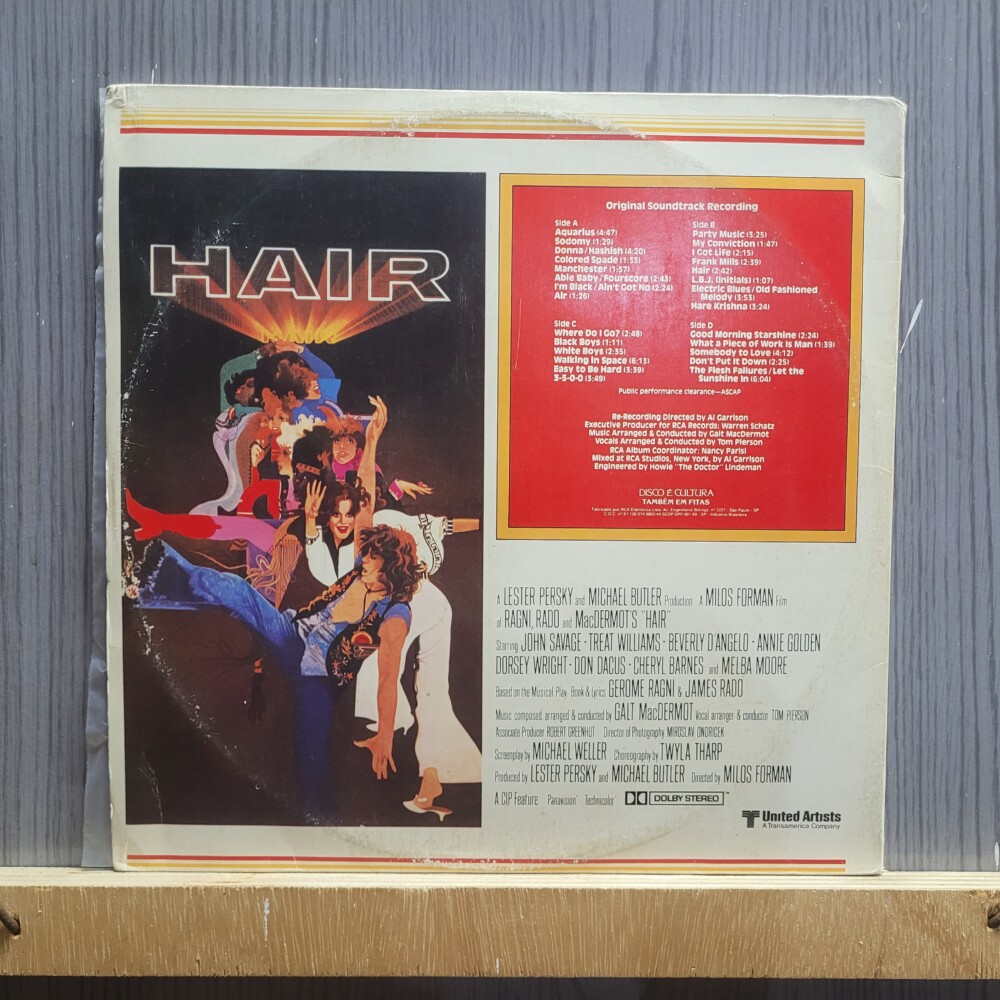 HAIR
Original Soundtrack Recording
Side A
Aquarius (4:47)
Sodomy (1:29)
Donna/Hashish (4:20)
Colored Spade (1:33)
Manchester (1:57)
Abie Baby/Fourscore (2:43)
I'm Black/Ain't Got No (2:24)
Air (1:26)
Side B
Party Music (3:25)
My Conviction (1:47)
I Got Life (2:15)
Frank Mills (2:39)
Hair (2:42)
L.B.J. (Initials) (1:07)
Electric Blues/Old Fashioned
Melody (3:53)
Hare Krishna (3:24)
Side C
Where Do I Go? (2:48)
Black Boys (1:11)
White Boys (2:35)
Walking in Space (6:13)
Easy to Be Hard (3:39)
3-5-0-0 (3:49)
Side D
Good Morning Starshine (2:24)
What a Piece of Work is Man (1:39)
Somebody to Love (4:12)
Don't Put It Down (2:25)
The Flesh Failures/Let the
Sunshine In (6:04)
Public performance clearance—ASCAP
Re-Recording Directed by Al Garrison
Executive Producer for RCA Records: Warren Schatz
Music Arranged & Conducted by Galt MacDermot
Vocals Arranged & Conducted by Tom Pierson
RCA Album Coordinator: Nancy Parisi
Mixed at RCA Studios, New York, by Al Garrison
Engineered by Howie "The Doctor" Lindeman
DISCO É CULTURA
TAMBÉM EM FITAS
A LESTER PERSKY and MICHAEL BUTLER Production A MILOS FORMAN Film
of RAGNI, RADO and MacDERMOT'S "HAIR"
Starring JOHN SAVAGE · TREAT WILLIAMS · BEVERLY D'ANGELO · ANNIE GOLDEN
DORSEY WRIGHT · DON DACUS · CHERYL BARNES and MELBA MOORE
Based on the Musical Play. Book & Lyrics GEROME RAGNI & JAMES RADO
Music composed, arranged & conducted by GALT MacDERMOT Vocal arranger & conductor TOM PIERSON
Associate Producer ROBERT GREENHUT Director of Photography MIROSLAV ONDRICEK
Screenplay by MICHAEL WELLER Choreography by TWYLA THARP
Produced by LESTER PERSKY and MICHAEL BUTLER Directed by MILOS FORMAN
A CIP Feature Panavision® Technicolor® DOLBY STEREO ™
United Artists
A Transamerica Company